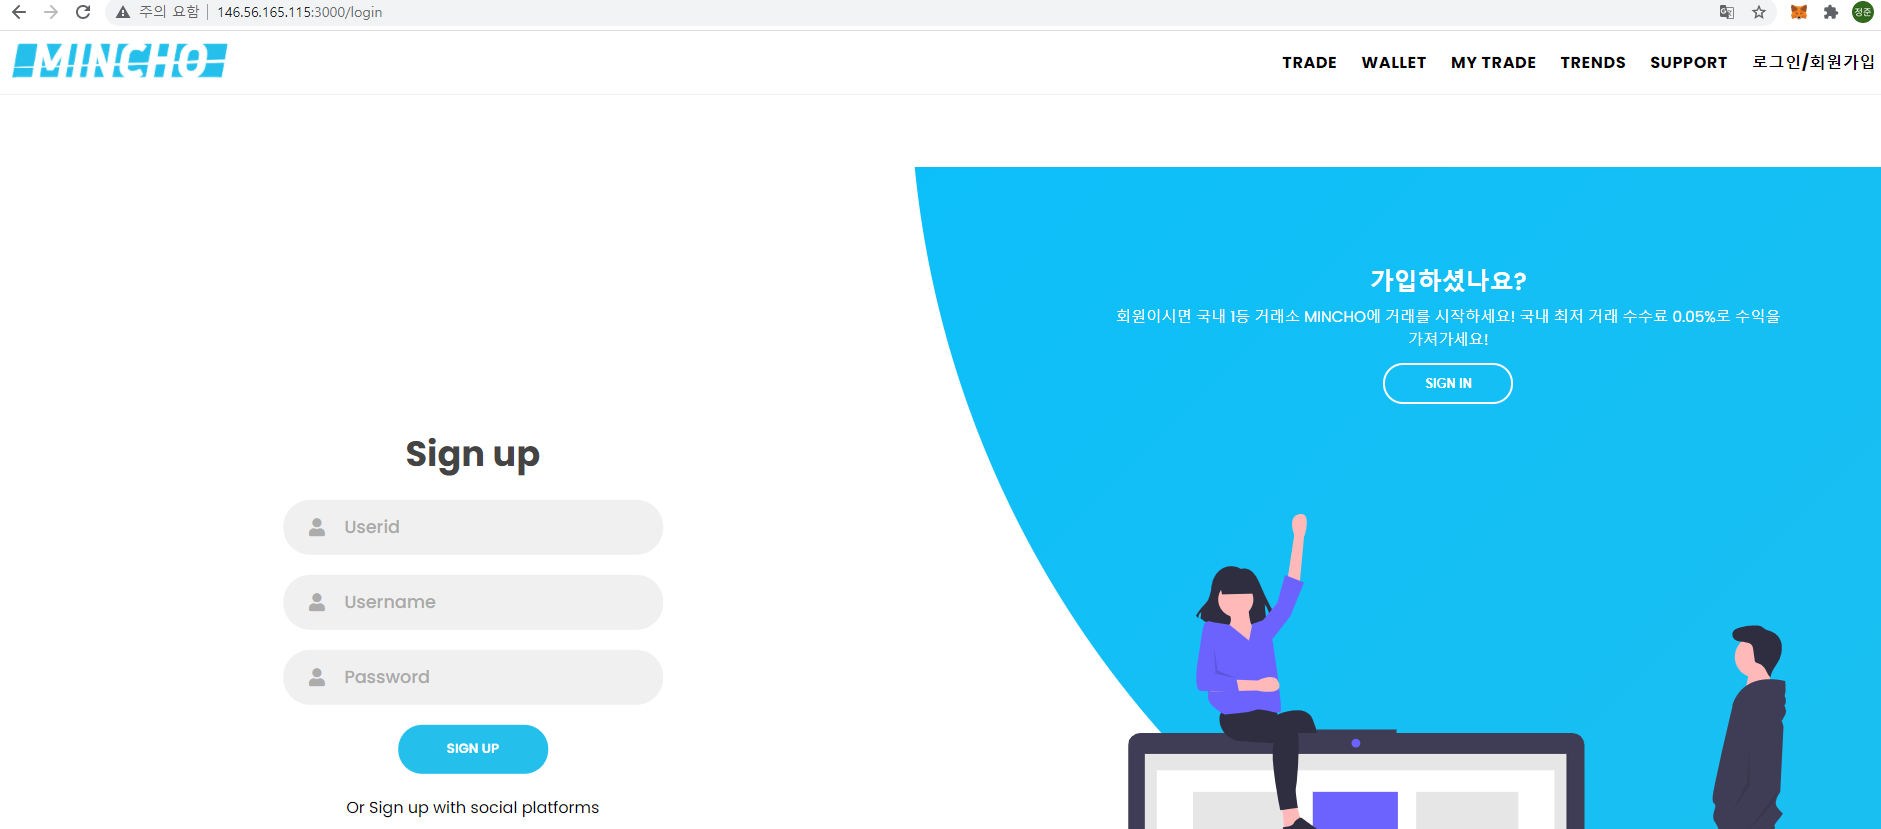 주의 요함 | 146.56.165.115:3000/login
정준
MINCHO
TRADE WALLET MY TRADE TRENDS SUPPORT 로그인/회원가입
가입하셨나요?
회원이시면 국내 1등 거래소 MINCHO에 거래를 시작하세요! 국내 최저 거래 수수료 0.05%로 수익을
가져가세요!
SIGN IN
Sign up
Userid
Username
Password
SIGN UP
Or Sign up with social platforms